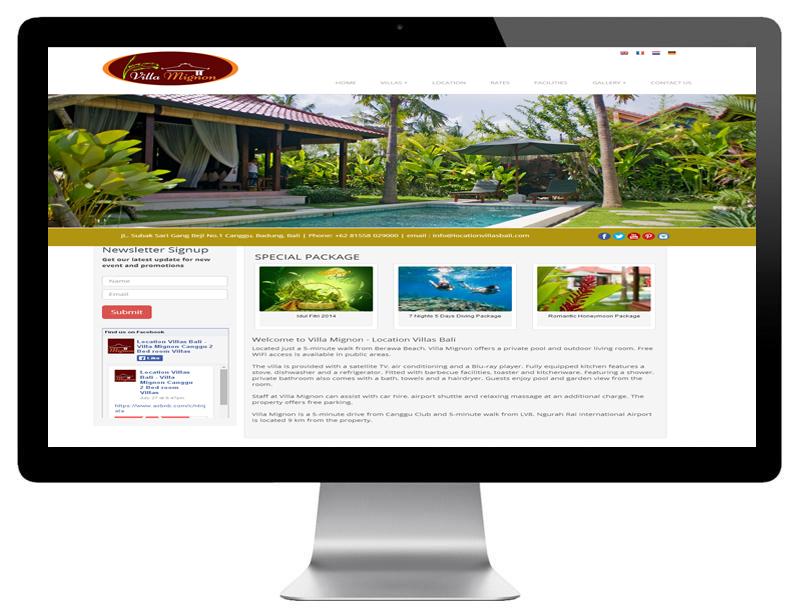 Villa Mignon
HOME VILLAS + LOCATION RATES FACILITIES GALLERY + CONTACT US
JL. Subak Sari Gang Beji No.1 Canggu, Badung, Bali | Phone: +62 81558 029000 | email : info@locationvillasbali.com
Newsletter Signup
Get our latest update for new
event and promotions
Name
Email
Submit
Find us on Facebook
Location Villas Bali -
Villa Mignon Canggu 2
Bed room Villas
Like
Location Villas
Bali - Villa
Mignon Canggu
2 Bed room
Villas
SPECIAL PACKAGE
Idul Fitri 2014
7 Nights 5 Days Diving Package
Romantic Honeymoon Package
Welcome to Villa Mignon - Location Villas Bali
Located just a 5-minute walk from Berawa Beach, Villa Mignon offers a private pool and outdoor living room. Free
WiFi access is available in public areas.
The villa is provided with a satellite TV, air conditioning and a Blu-ray player. Fully equipped kitchen features a
stove, dishwasher and a refrigerator. Fitted with barbecue facilities, toaster and kitchenware. Featuring a shower,
private bathroom also comes with a bath, towels and a hairdryer. Guests enjoy pool and garden view from the
room.
Staff at Villa Mignon can assist with car hire, airport shuttle and relaxing massage at an additional charge. The
property offers free parking.
Villa Mignon is a 5-minute drive from Canggu Club and 5-minute walk from LV8. Ngurah Rai International Airport
is located 9 km from the property.